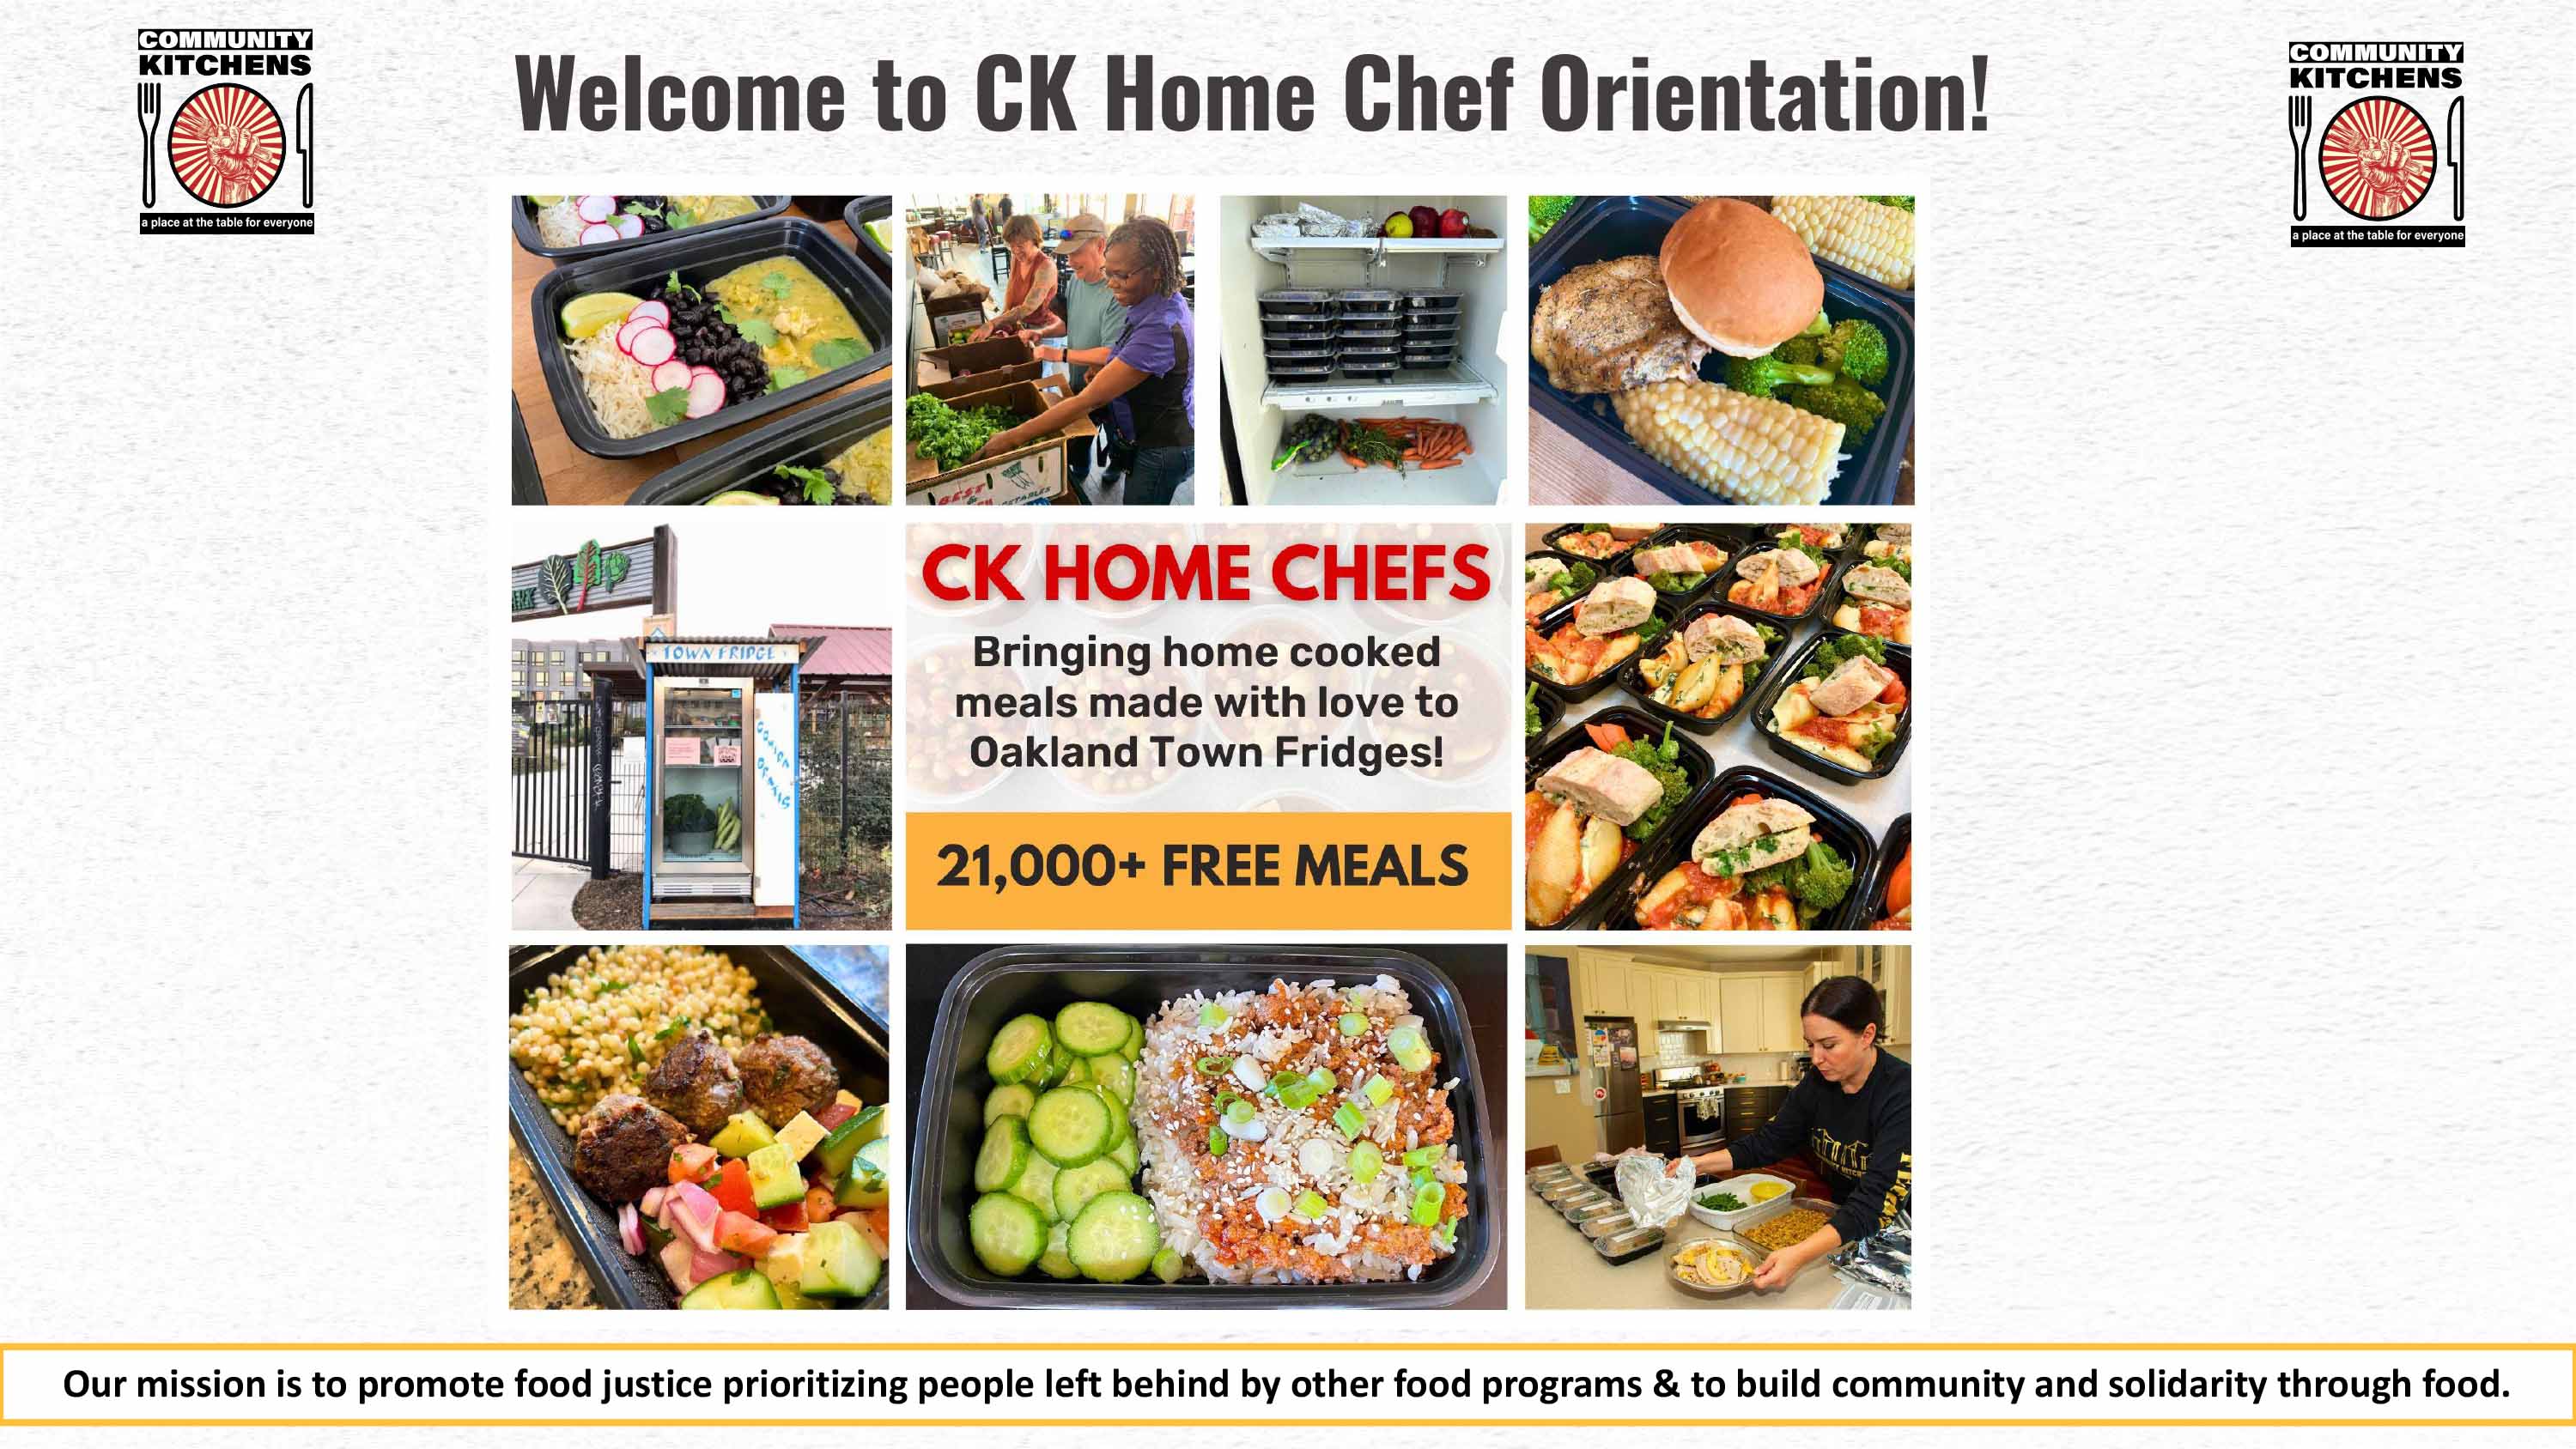 COMMUNITY
KITCHENS
a place at the table for everyone
Welcome to CK Home Chef Orientation!
COMMUNITY
KITCHENS
a place at the table for everyone
BEST
TOWN FRIDGE
CK HOME CHEFS
Bringing home cooked
meals made with love to
Oakland Town Fridges!
21,000+ FREE MEALS
Our mission is to promote food justice prioritizing people left behind by other food programs & to build community and solidarity through food.